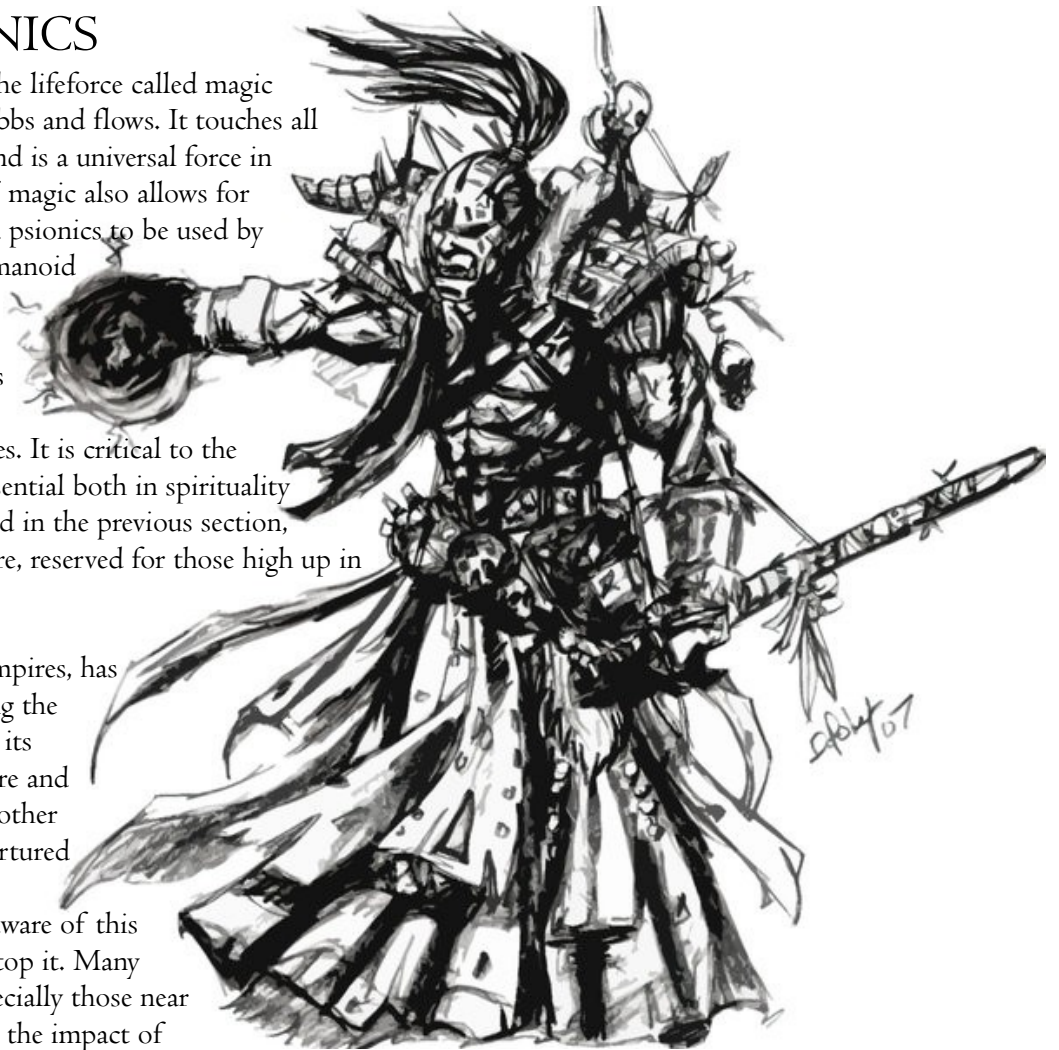 NICS
he lifeforce called magic
bbs and flows. It touches all
nd is a universal force in
f magic also allows for
psionics to be used by
manoid
s
es. It is critical to the
sential both in spirituality
d in the previous section,
re, reserved for those high up in
mpires, has
g the
its
re and
other
rtured
ware of this
top it. Many
ecially those near
the impact of
07